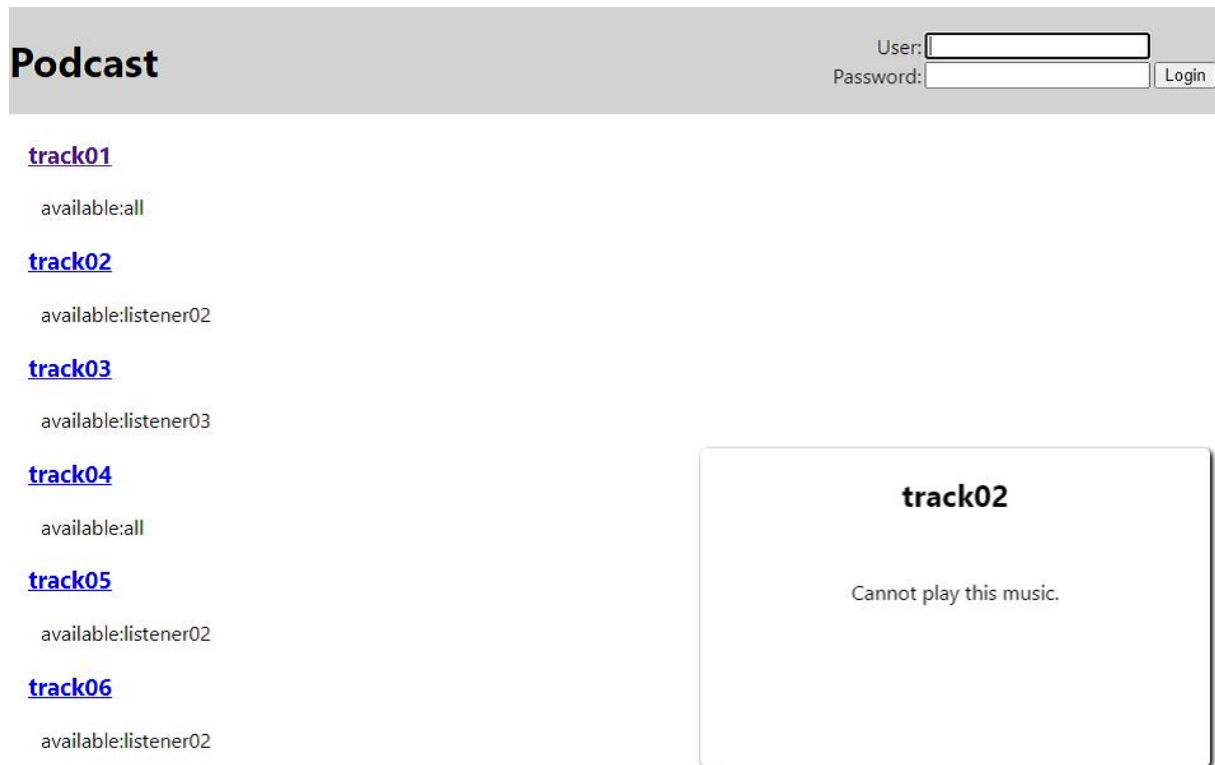 Podcast
User:
Password:
Login
track01
available:all
track02
available:listener02
track03
available:listener03
track04
available:all
track05
available:listener02
track06
available:listener02
track02
Cannot play this music.